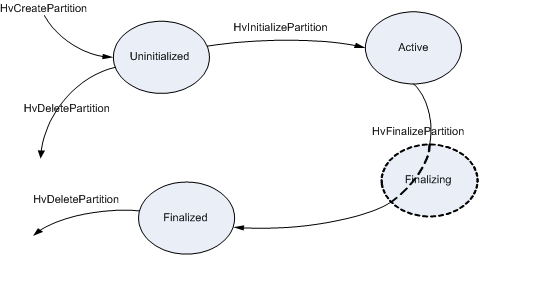 HvCreatePartition
HvInitializePartition
Uninitialized
Active
HvDeletePartition
HvFinalizePartition
Finalizing
HvDeletePartition
Finalized